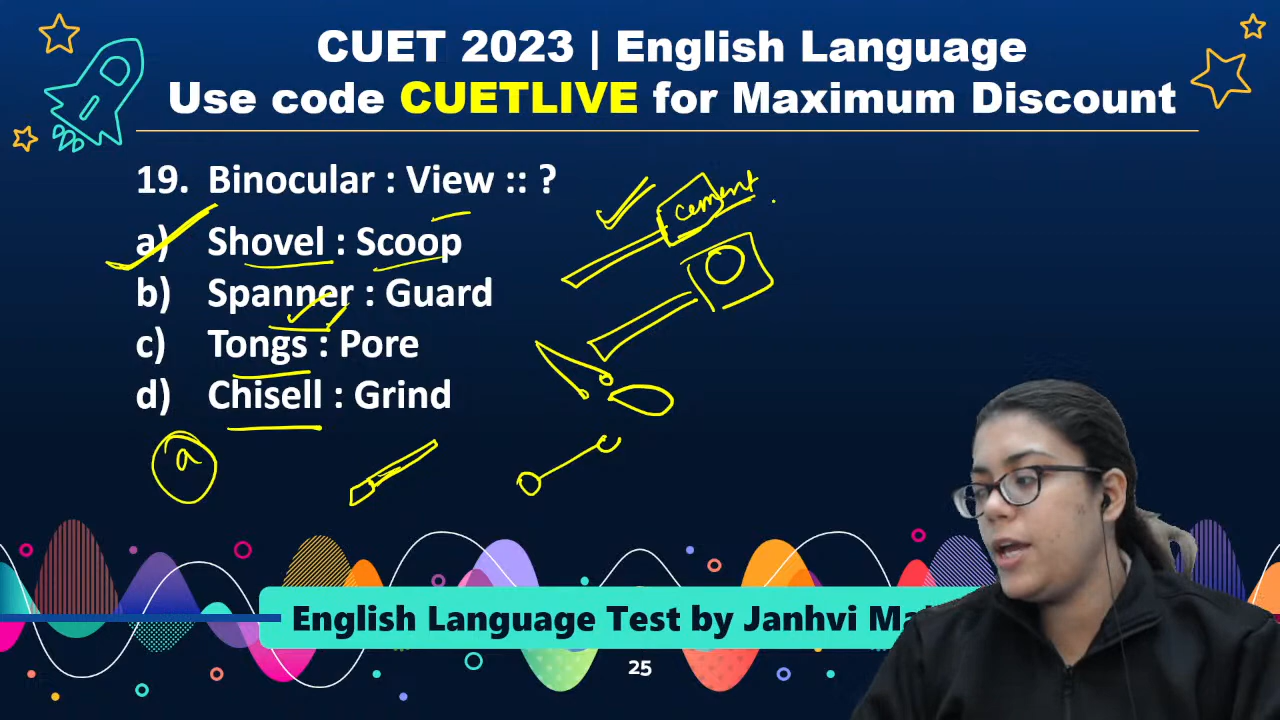 CUET 2023 | English Language
Use code CUETLIVE for Maximum Discount
19. Binocular : View :: ?
cement
a) Shovel : Scoop
b) Spanner : Guard
c) Tongs : Pore
d) Chisell : Grind
a
English Language Test by Janhvi
25